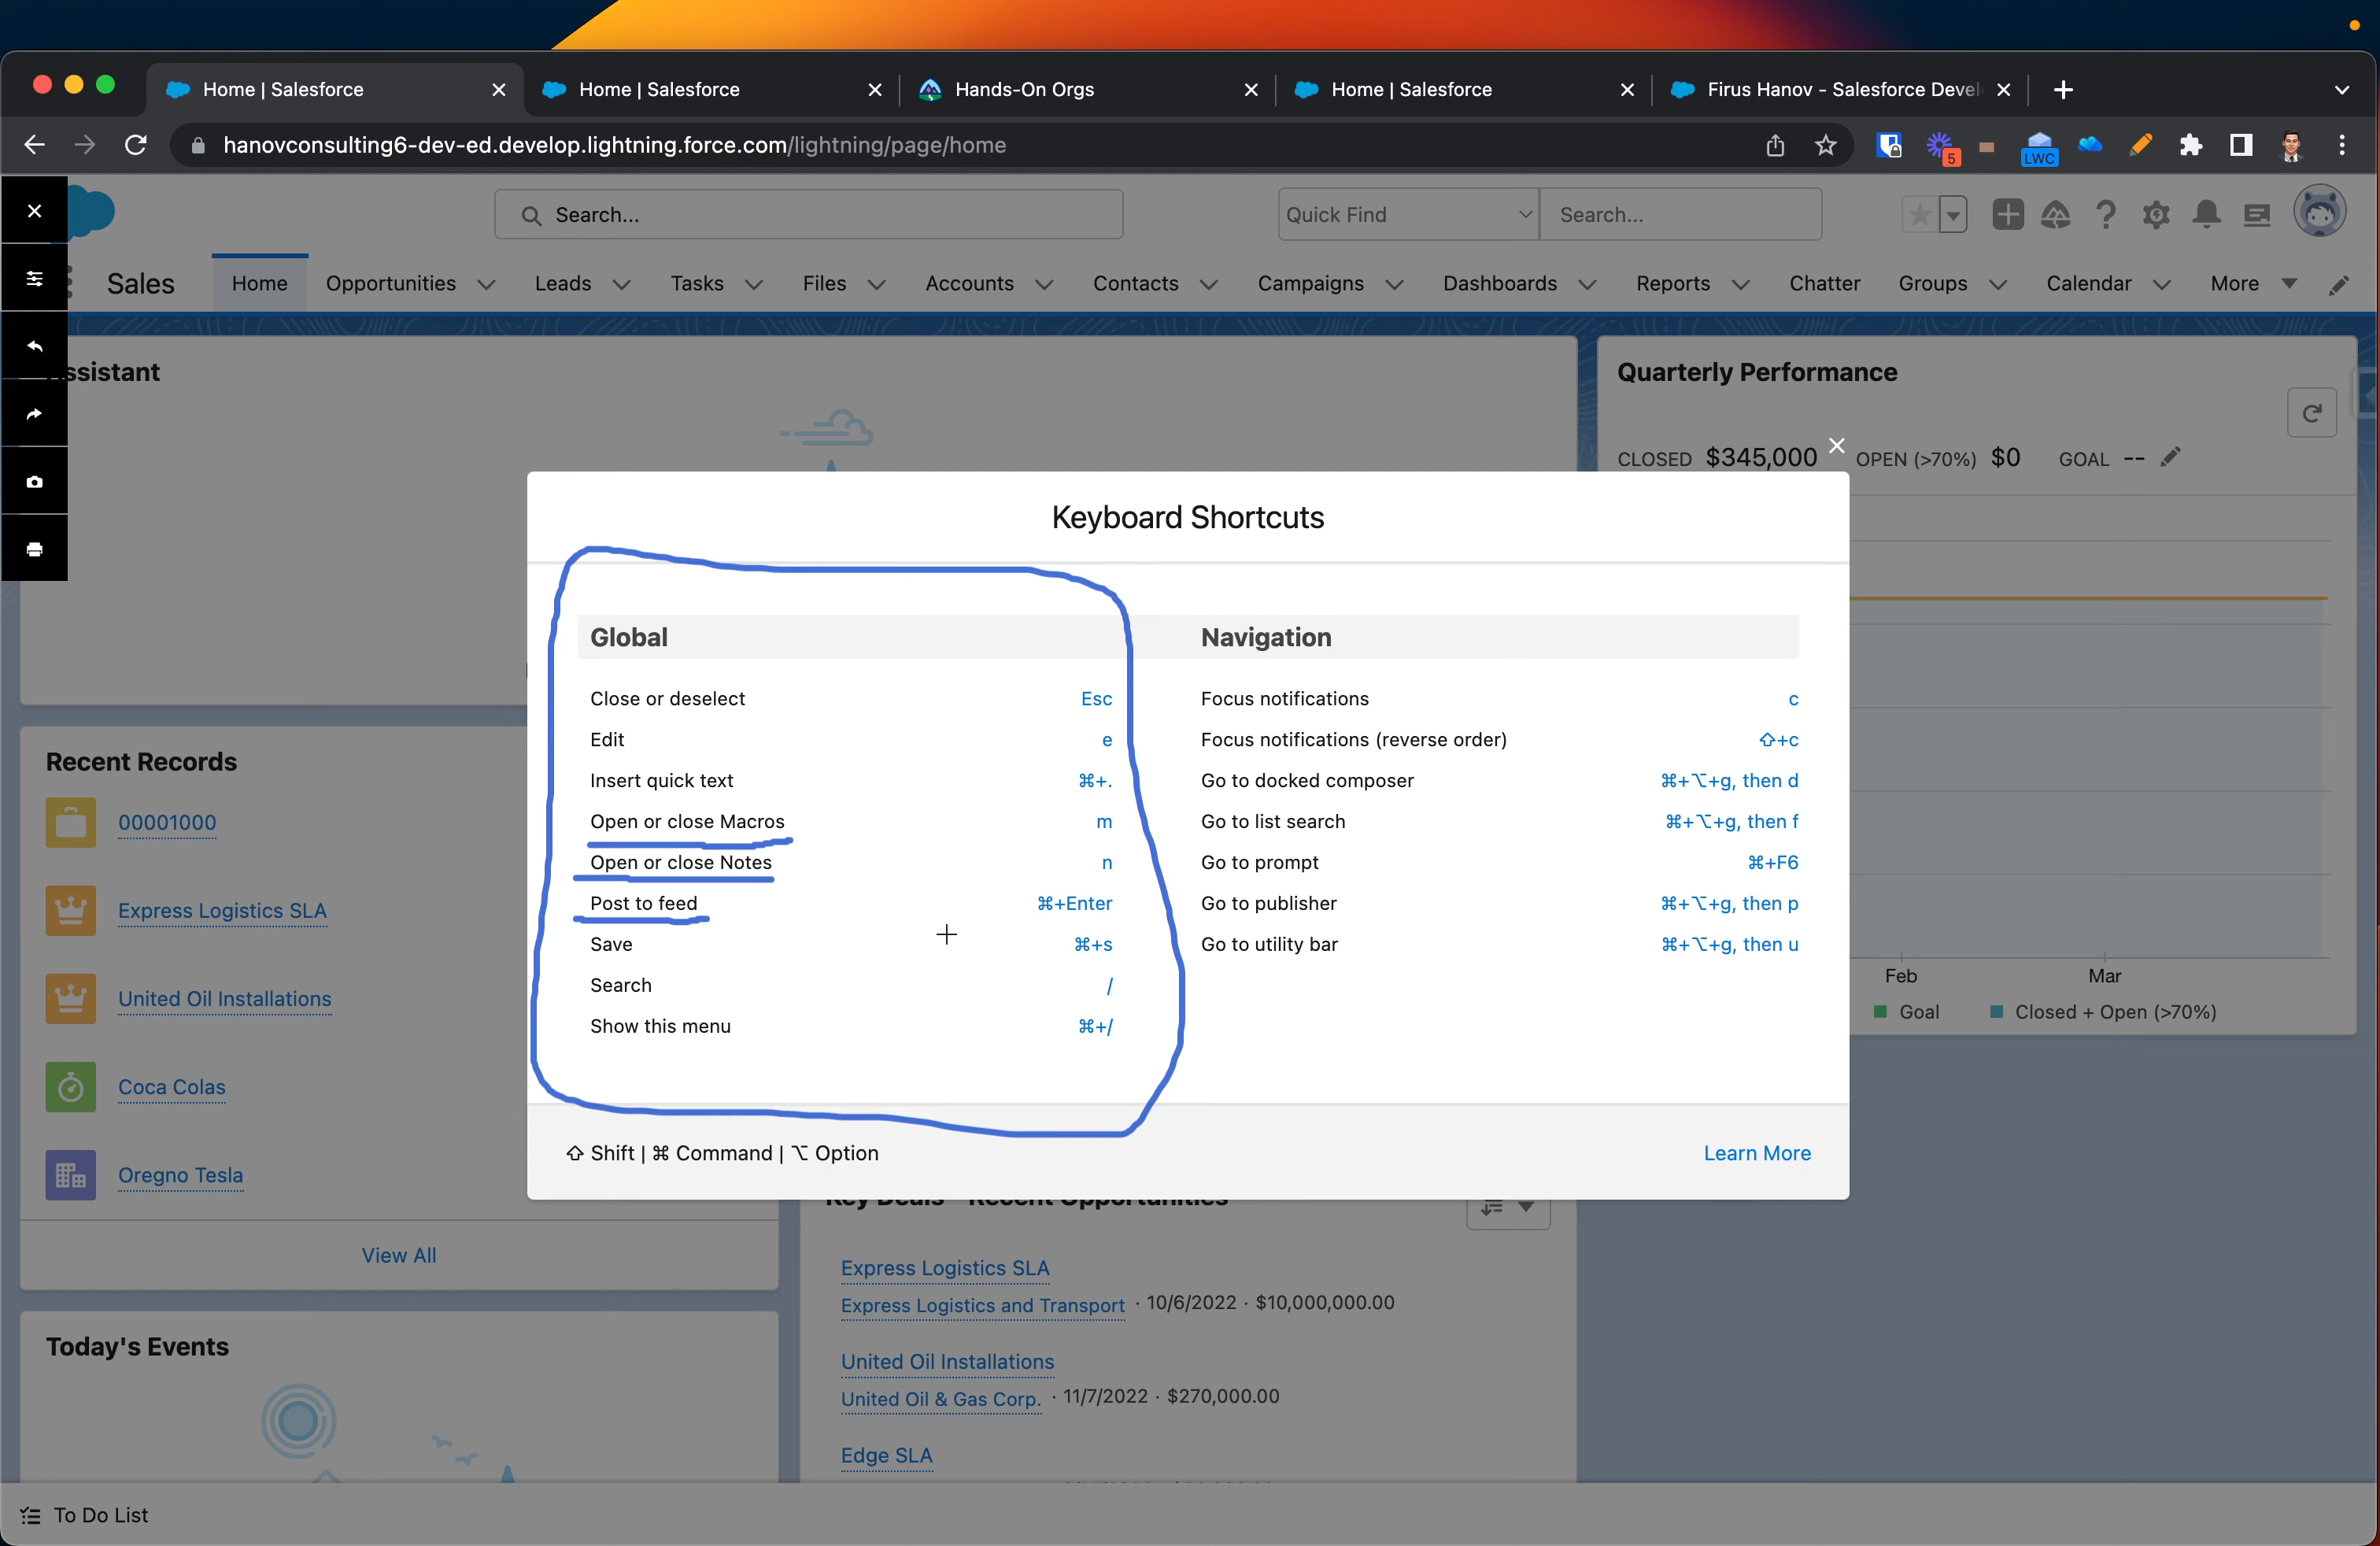 Home | Salesforce
Home | Salesforce
Hands-On Orgs
Home | Salesforce
Firus Hanov - Salesforce Devel
hanovconsulting6-dev-ed.develop.lightning.force.com/lightning/page/home
5
LWC
Search...
Quick Find
Search...
Sales
Home
Opportunities
Leads
Tasks
Files
Accounts
Contacts
Campaigns
Dashboards
Reports
Chatter
Groups
Calendar
More
ssistant
Quarterly Performance
CLOSED $345,000 OPEN (>70%) $0 GOAL --
Keyboard Shortcuts
Global
Close or deselect Esc
Edit e
Insert quick text ⌘+.
Open or close Macros m
Open or close Notes n
Post to feed ⌘+Enter
Save ⌘+s
Search /
Show this menu ⌘+/
Navigation
Focus notifications c
Focus notifications (reverse order) ⇧+c
Go to docked composer ⌘+⌥+g, then d
Go to list search ⌘+⌥+g, then f
Go to prompt ⌘+F6
Go to publisher ⌘+⌥+g, then p
Go to utility bar ⌘+⌥+g, then u
⇧ Shift | ⌘ Command | ⌥ Option
Learn More
Recent Records
00001000
Express Logistics SLA
United Oil Installations
Coca Colas
Oregno Tesla
View All
Today's Events
Feb
Mar
Goal
Closed + Open (>70%)
Key Deals - Recent Opportunities
Express Logistics SLA
Express Logistics and Transport · 10/6/2022 · $10,000,000.00
United Oil Installations
United Oil & Gas Corp. · 11/7/2022 · $270,000.00
Edge SLA
To Do List